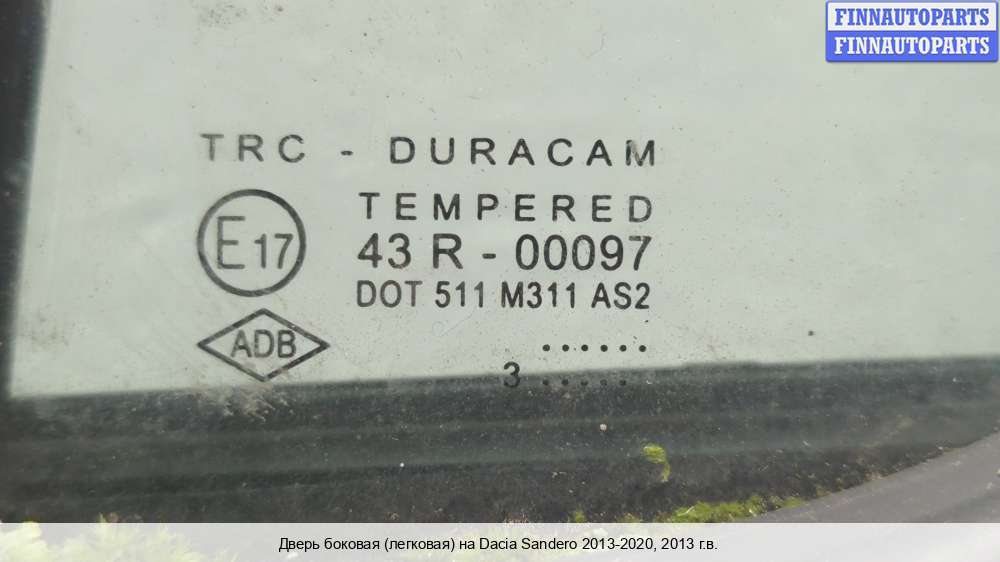 FINNAUTOPARTS
FINNAUTOPARTS
TRC - DURACAM
TEMPERED
E17
43 R - 00097
DOT 511 M311 AS2
ADB
......
3 .....
Дверь боковая (легковая) на Dacia Sandero 2013-2020, 2013 г.в.